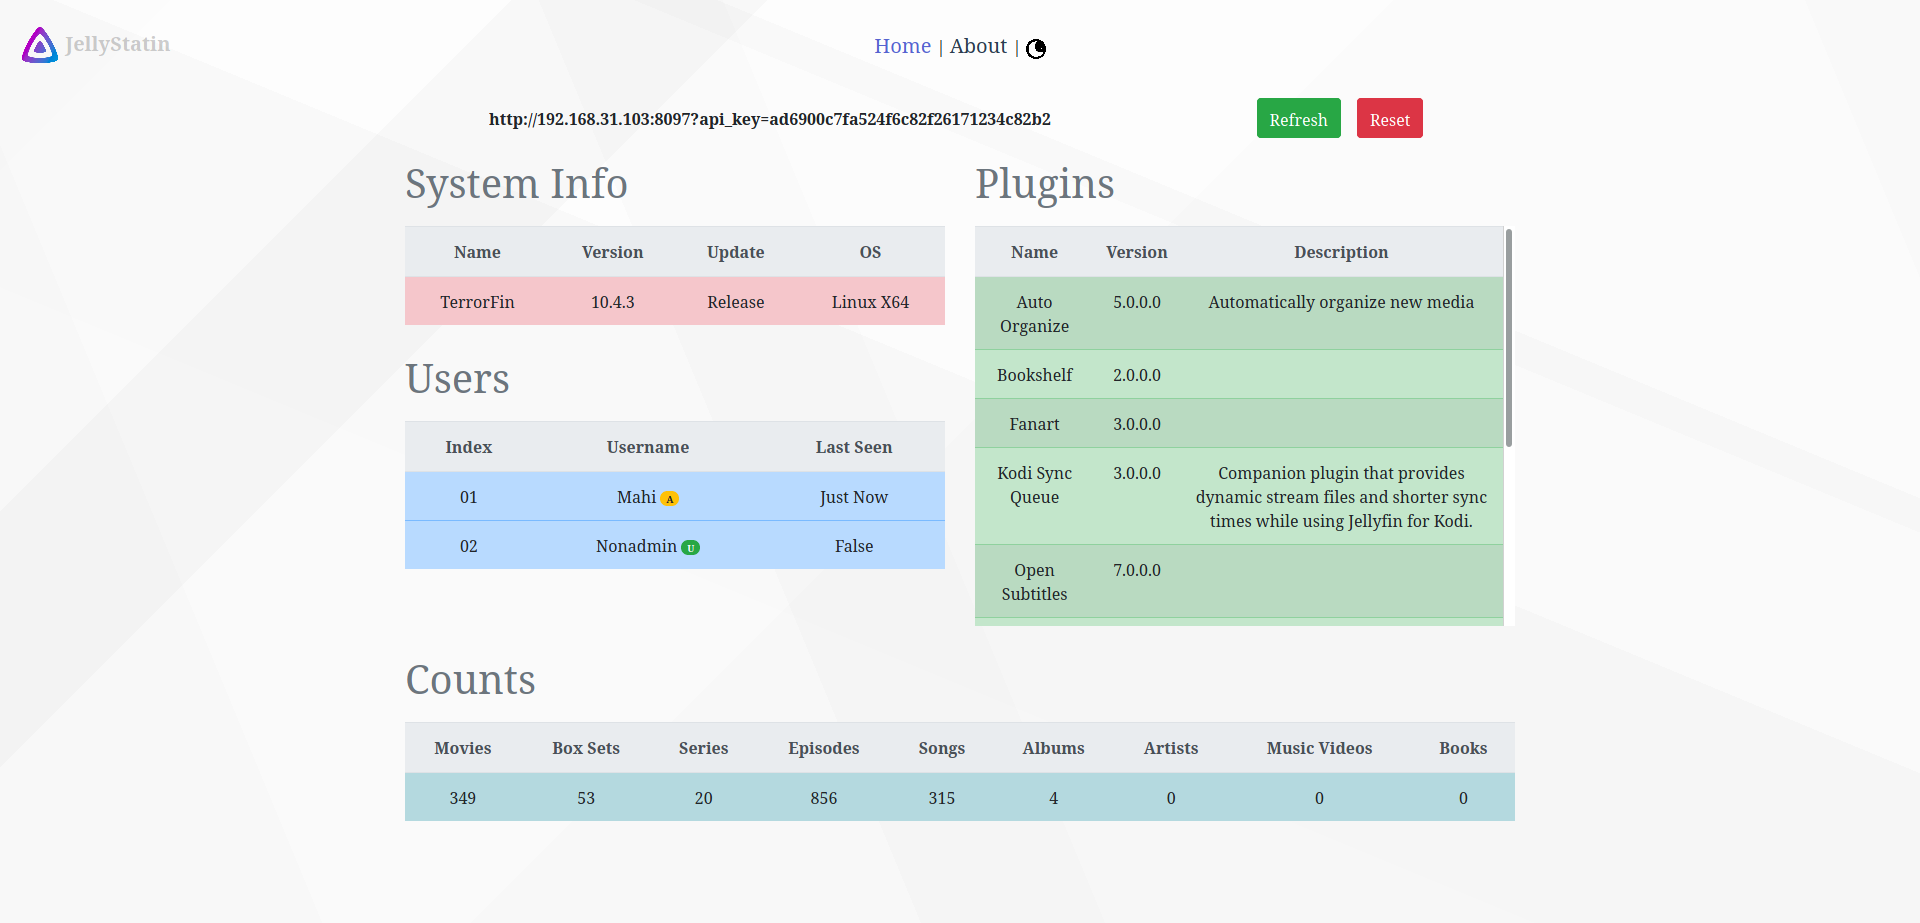 JellyStatin
Home | About |
http://192.168.31.103:8097?api_key=ad6900c7fa524f6c82f26171234c82b2
Refresh Reset
System Info
Name Version Update OS
TerrorFin 10.4.3 Release Linux X64
Users
Index Username Last Seen
01 Mahi A Just Now
02 Nonadmin U False
Plugins
Name Version Description
Auto 5.0.0.0 Automatically organize new media
Organize
Bookshelf 2.0.0.0
Fanart 3.0.0.0
Kodi Sync 3.0.0.0 Companion plugin that provides
Queue dynamic stream files and shorter sync
times while using Jellyfin for Kodi.
Open 7.0.0.0
Subtitles
Counts
Movies Box Sets Series Episodes Songs Albums Artists Music Videos Books
349 53 20 856 315 4 0 0 0